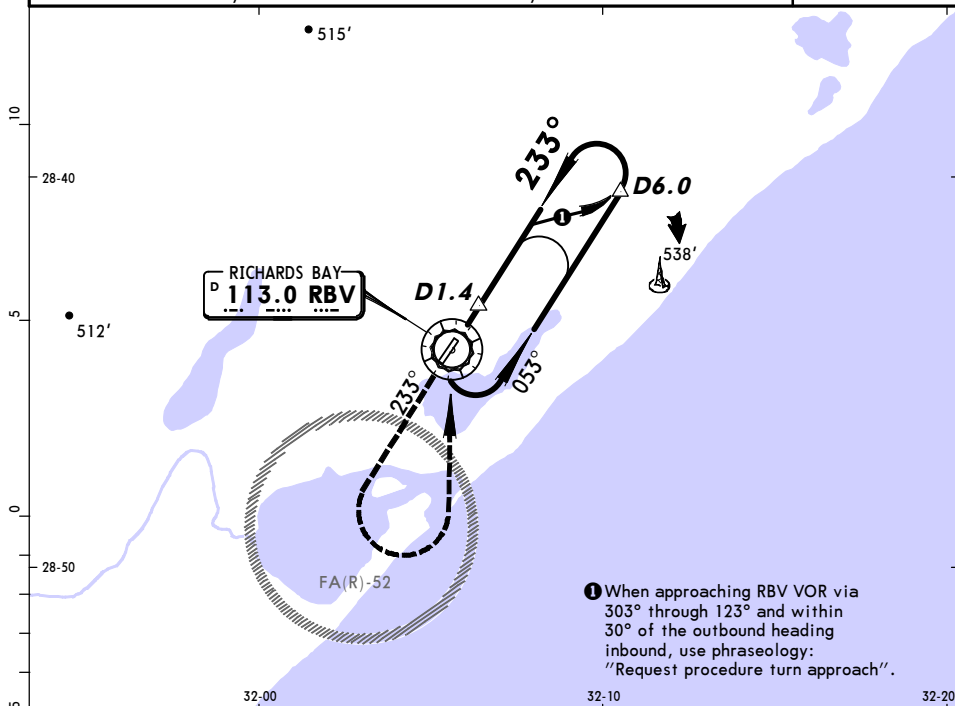 515'
10
233°
28-40
D6.0
❶
538'
RICHARDS BAY
D 113.0 RBV
D1.4
5
512'
053°
233°
0
28-50
FA(R)-52
❶When approaching RBV VOR via
303° through 123° and within
30° of the outbound heading
inbound, use phraseology:
"Request procedure turn approach".
32-00
32-10
32-20